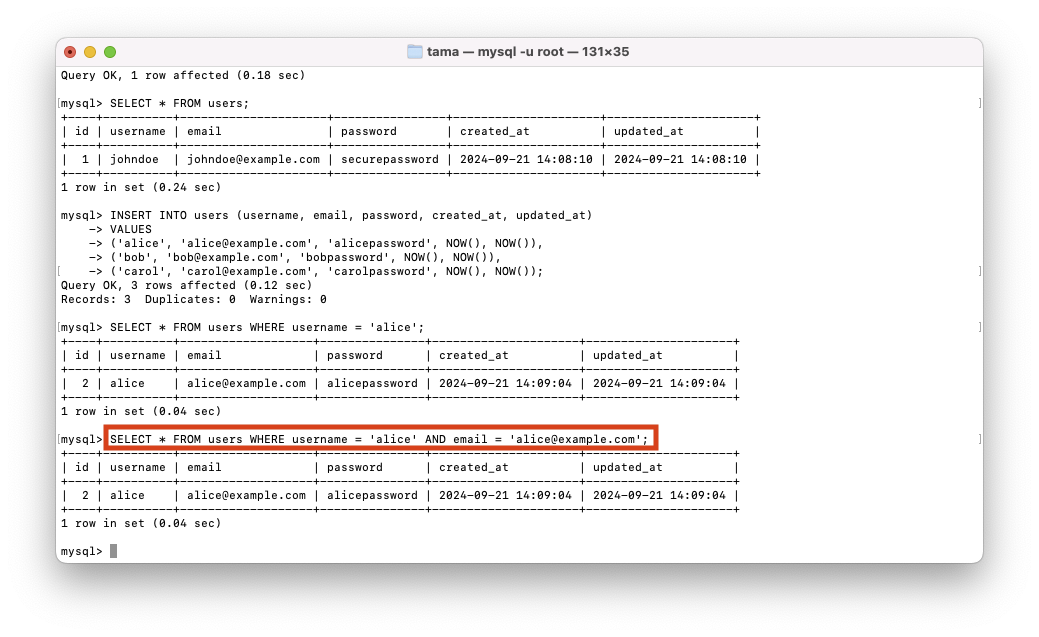 tama — mysql -u root — 131×35
Query OK, 1 row affected (0.18 sec)
[mysql> SELECT * FROM users; ]
+----+----------+---------------------+----------------+---------------------+---------------------+
| id | username | email               | password       | created_at          | updated_at          |
+----+----------+---------------------+----------------+---------------------+---------------------+
|  1 | johndoe  | johndoe@example.com | securepassword | 2024-09-21 14:08:10 | 2024-09-21 14:08:10 |
+----+----------+---------------------+----------------+---------------------+---------------------+
1 row in set (0.24 sec)
mysql> INSERT INTO users (username, email, password, created_at, updated_at)
    -> VALUES
    -> ('alice', 'alice@example.com', 'alicepassword', NOW(), NOW()),
    -> ('bob', 'bob@example.com', 'bobpassword', NOW(), NOW()),
[    -> ('carol', 'carol@example.com', 'carolpassword', NOW(), NOW()); ]
Query OK, 3 rows affected (0.12 sec)
Records: 3  Duplicates: 0  Warnings: 0
[mysql> SELECT * FROM users WHERE username = 'alice'; ]
+----+----------+-------------------+---------------+---------------------+---------------------+
| id | username | email             | password      | created_at          | updated_at          |
+----+----------+-------------------+---------------+---------------------+---------------------+
|  2 | alice    | alice@example.com | alicepassword | 2024-09-21 14:09:04 | 2024-09-21 14:09:04 |
+----+----------+-------------------+---------------+---------------------+---------------------+
1 row in set (0.04 sec)
[mysql> SELECT * FROM users WHERE username = 'alice' AND email = 'alice@example.com'; ]
+----+----------+-------------------+---------------+---------------------+---------------------+
| id | username | email             | password      | created_at          | updated_at          |
+----+----------+-------------------+---------------+---------------------+---------------------+
|  2 | alice    | alice@example.com | alicepassword | 2024-09-21 14:09:04 | 2024-09-21 14:09:04 |
+----+----------+-------------------+---------------+---------------------+---------------------+
1 row in set (0.04 sec)
mysql>